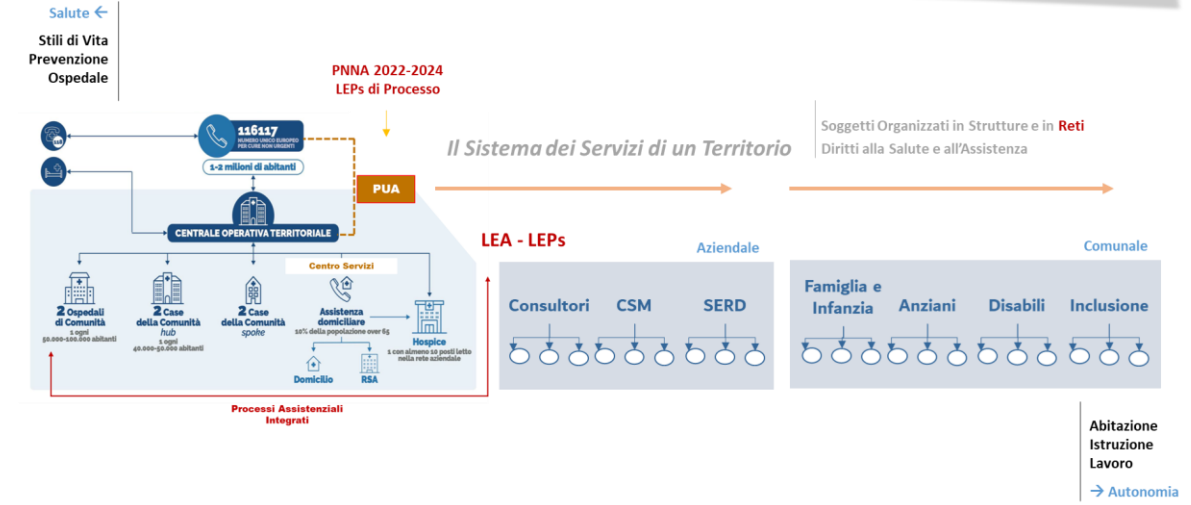 Salute ←
Stili di Vita
Prevenzione
Ospedale
PNNA 2022-2024
LEPs di Processo
116117
NUMERO UNICO EUROPEO
PER CURE NON URGENTI
1-2 milioni di abitanti
PUA
CENTRALE OPERATIVA TERRITORIALE
Centro Servizi
2 Ospedali
di Comunità
1 ogni
50.000-100.000 abitanti
2 Case
della Comunità
hub
1 ogni
40.000-50.000 abitanti
2 Case
della Comunità
spoke
Assistenza
domiciliare
10% della popolazione over 65
Domicilio
RSA
Hospice
1 con almeno 10 posti letto
nella rete aziendale
Processi Assistenziali
Integrati
Il Sistema dei Servizi di un Territorio
Soggetti Organizzati in Strutture e in Reti
Diritti alla Salute e all'Assistenza
LEA - LEPs
Aziendale
Consultori
CSM
SERD
Comunale
Famiglia e
Infanzia
Anziani
Disabili
Inclusione
Abitazione
Istruzione
Lavoro
→ Autonomia